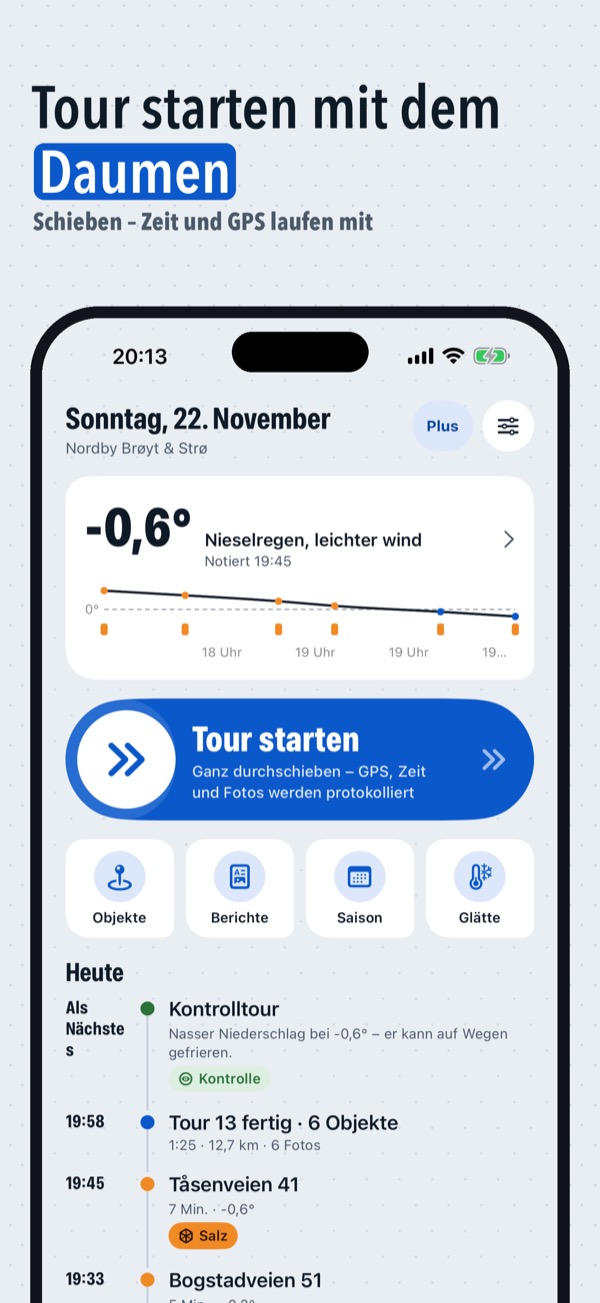 Tour starten mit dem
Daumen
Schieben – Zeit und GPS laufen mit
20:13
Sonntag, 22. November
Plus
Nordby Brøyt & Strø
-0,6°
Nieselregen, leichter wind
Notiert 19:45
0°
18 Uhr
19 Uhr
19 Uhr
19...
Tour starten
Ganz durchschieben – GPS, Zeit
und Fotos werden protokolliert
Objekte
Berichte
Saison
Glätte
Heute
Als
Nächste
s
Kontrolltour
Nasser Niederschlag bei -0,6° – er kann auf Wegen
gefrieren.
Kontrolle
19:58
Tour 13 fertig · 6 Objekte
1:25 · 12,7 km · 6 Fotos
19:45
Tåsenveien 41
7 Min. · -0,6°
Salz
19:33
Bogstadveien 51